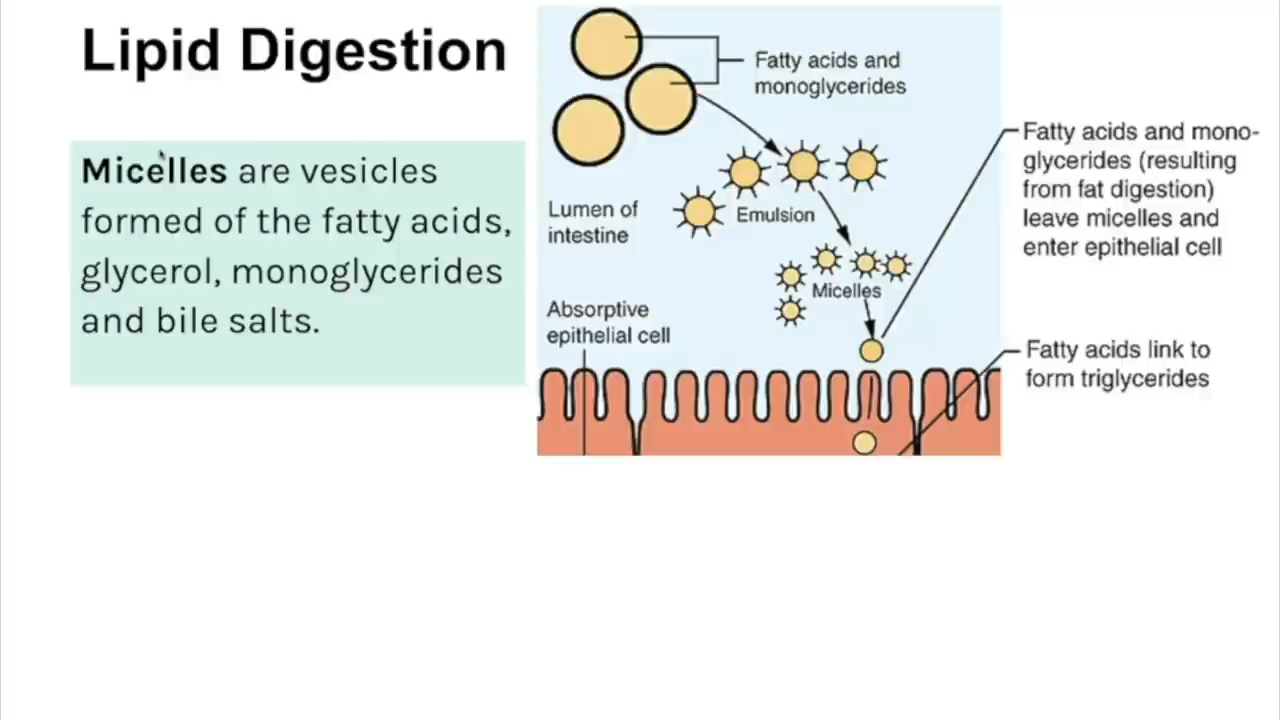 Lipid Digestion
Micelles are vesicles
formed of the fatty acids,
glycerol, monoglycerides
and bile salts.
Fatty acids and
monoglycerides
Lumen of
intestine
Emulsion
Micelles
Absorptive
epithelial cell
Fatty acids and mono-
glycerides (resulting
from fat digestion)
leave micelles and
enter epithelial cell
Fatty acids link to
form triglycerides